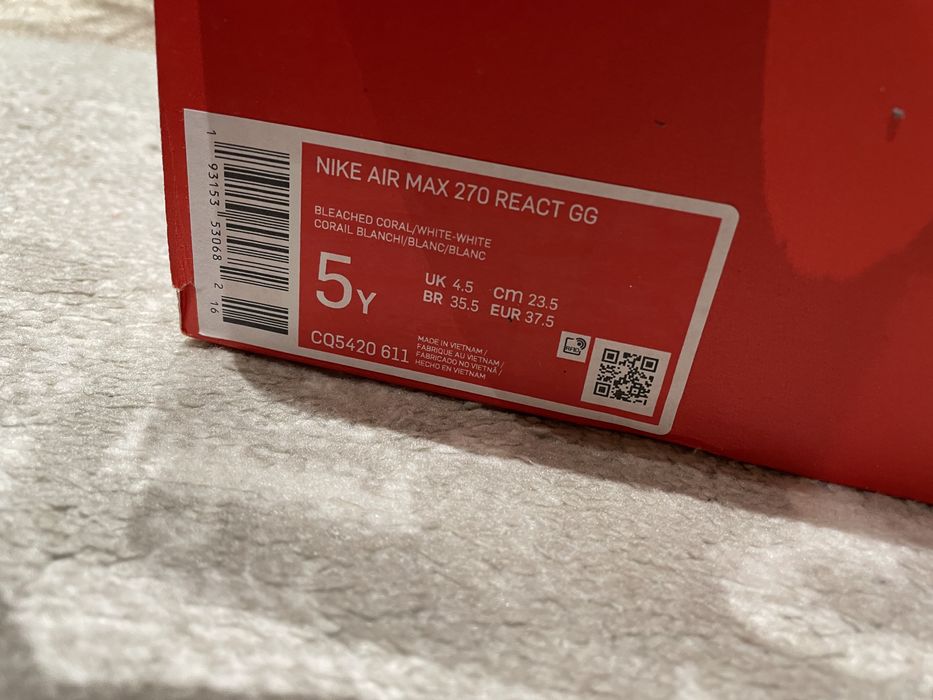 1 93153 53068 2 16
NIKE AIR MAX 270 REACT GG
BLEACHED CORAL/WHITE-WHITE
CORAIL BLANCHI/BLANC/BLANC
5Y
UK 4.5 cm 23.5
BR 35.5 EUR 37.5
CQ5420 611
MADE IN VIETNAM /
FABRIQUE AU VIETNAM /
FABRICADO NO VIETNÃ /
HECHO EN VIETNAM
RFID